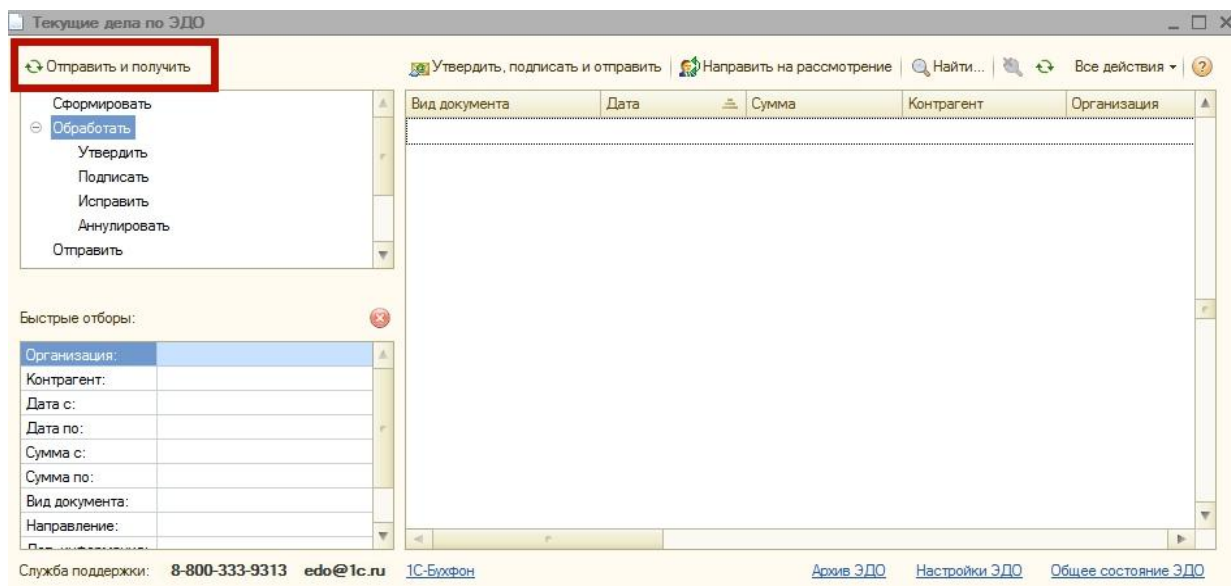 Текущие дела по ЭДО
Отправить и получить
Утвердить, подписать и отправить
Направить на рассмотрение
Найти...
Все действия
Сформировать
Обработать
Утвердить
Подписать
Исправить
Аннулировать
Отправить
Вид документа Дата Сумма Контрагент Организация
Быстрые отборы:
Организация:
Контрагент:
Дата с:
Дата по:
Сумма с:
Сумма по:
Вид документа:
Направление:
Служба поддержки: 8-800-333-9313 edo@1c.ru 1С-Бухфон Архив ЭДО Настройки ЭДО Общее состояние ЭДО